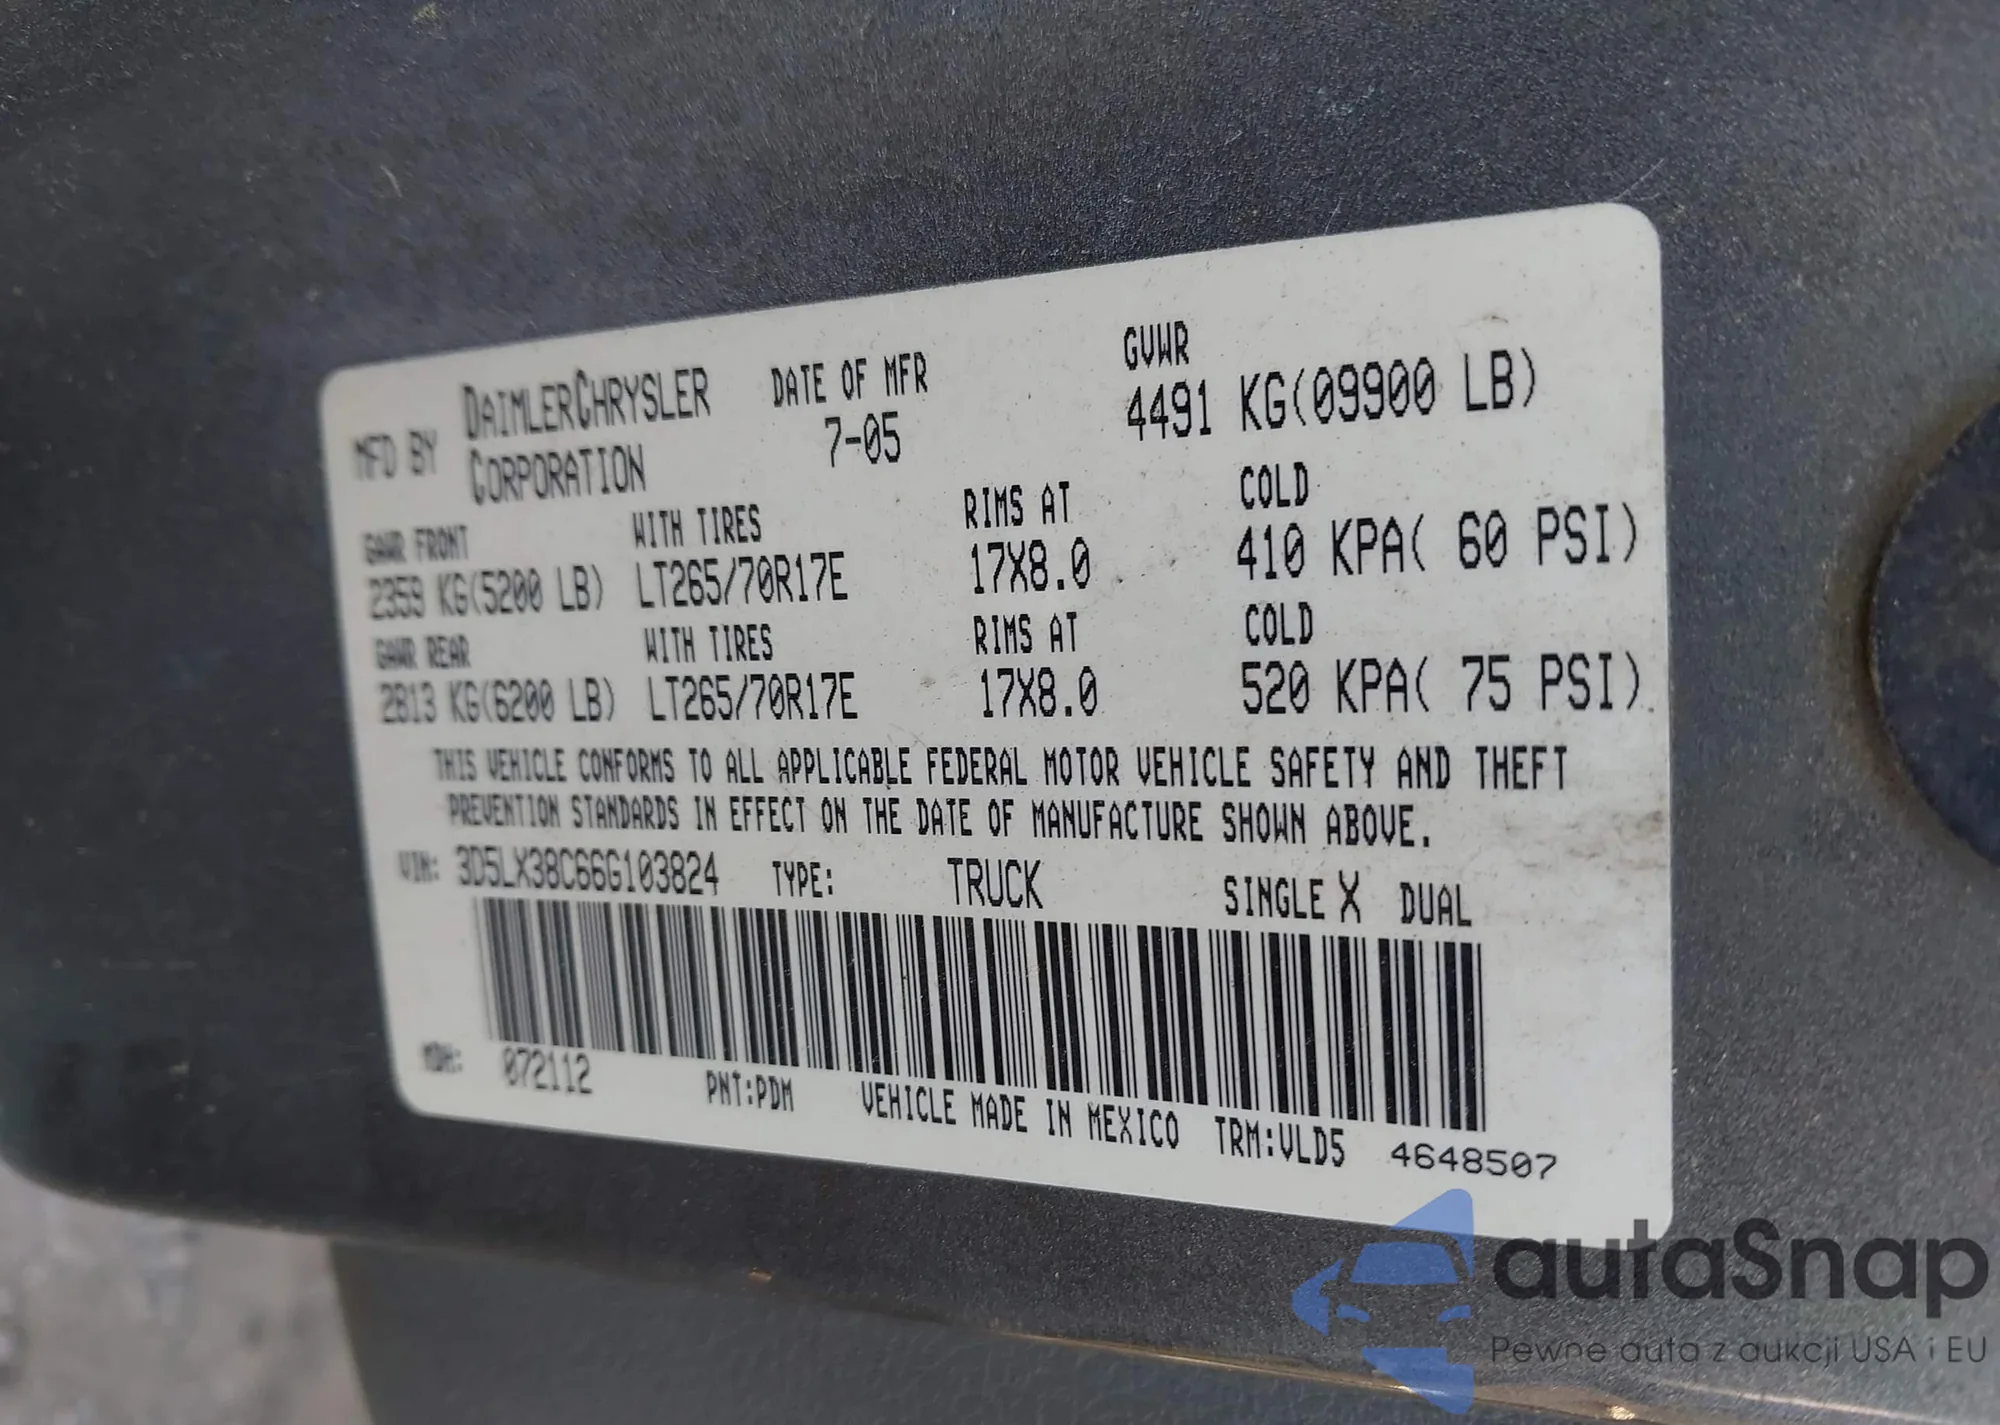 MFD BY DAIMLERCHRYSLER CORPORATION DATE OF MFR 7-05 GVWR 4491 KG(09900 LB)
GAWR FRONT WITH TIRES RIMS AT COLD
2359 KG(5200 LB) LT265/70R17E 17X8.0 410 KPA( 60 PSI)
GAWR REAR WITH TIRES RIMS AT COLD
2813 KG(6200 LB) LT265/70R17E 17X8.0 520 KPA( 75 PSI)
THIS VEHICLE CONFORMS TO ALL APPLICABLE FEDERAL MOTOR VEHICLE SAFETY AND THEFT
PREVENTION STANDARDS IN EFFECT ON THE DATE OF MANUFACTURE SHOWN ABOVE.
VIN: 3D5LX38C66G103824 TYPE: TRUCK SINGLE X DUAL
MDH: 072112 PNT:PDM VEHICLE MADE IN MEXICO TRM:VLD5 4648507
autaSnap
Pewne auta z aukcji USA i EU